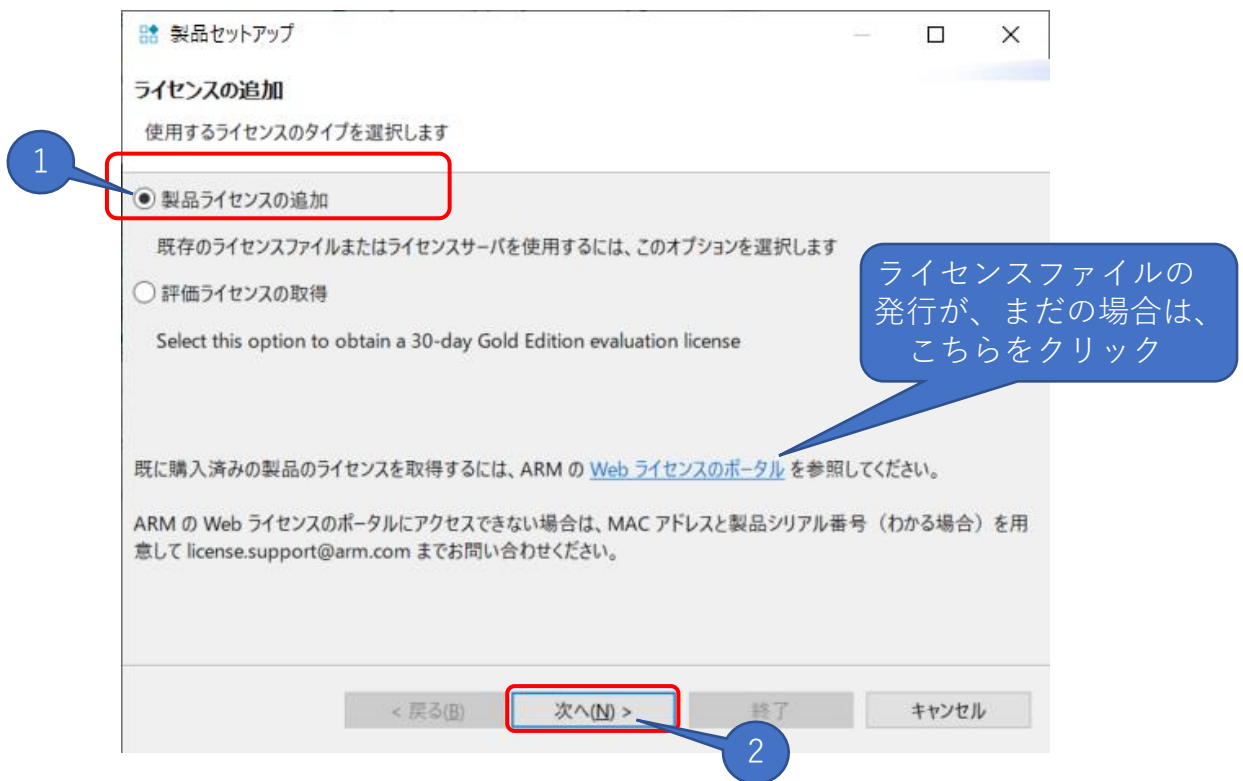 製品セットアップ
ライセンスの追加
使用するライセンスのタイプを選択します
1
製品ライセンスの追加
既存のライセンスファイルまたはライセンスサーバを使用するには、このオプションを選択します
評価ライセンスの取得
Select this option to obtain a 30-day Gold Edition evaluation license
ライセンスファイルの
発行が、まだの場合は、
こちらをクリック
既に購入済みの製品のライセンスを取得するには、ARM の Web ライセンスのポータル を参照してください。
ARM の Web ライセンスのポータルにアクセスできない場合は、MAC アドレスと製品シリアル番号（わかる場合）を用
意して license.support@arm.com までお問い合わせください。
< 戻る(B)
次へ(N) >
終了
キャンセル
2